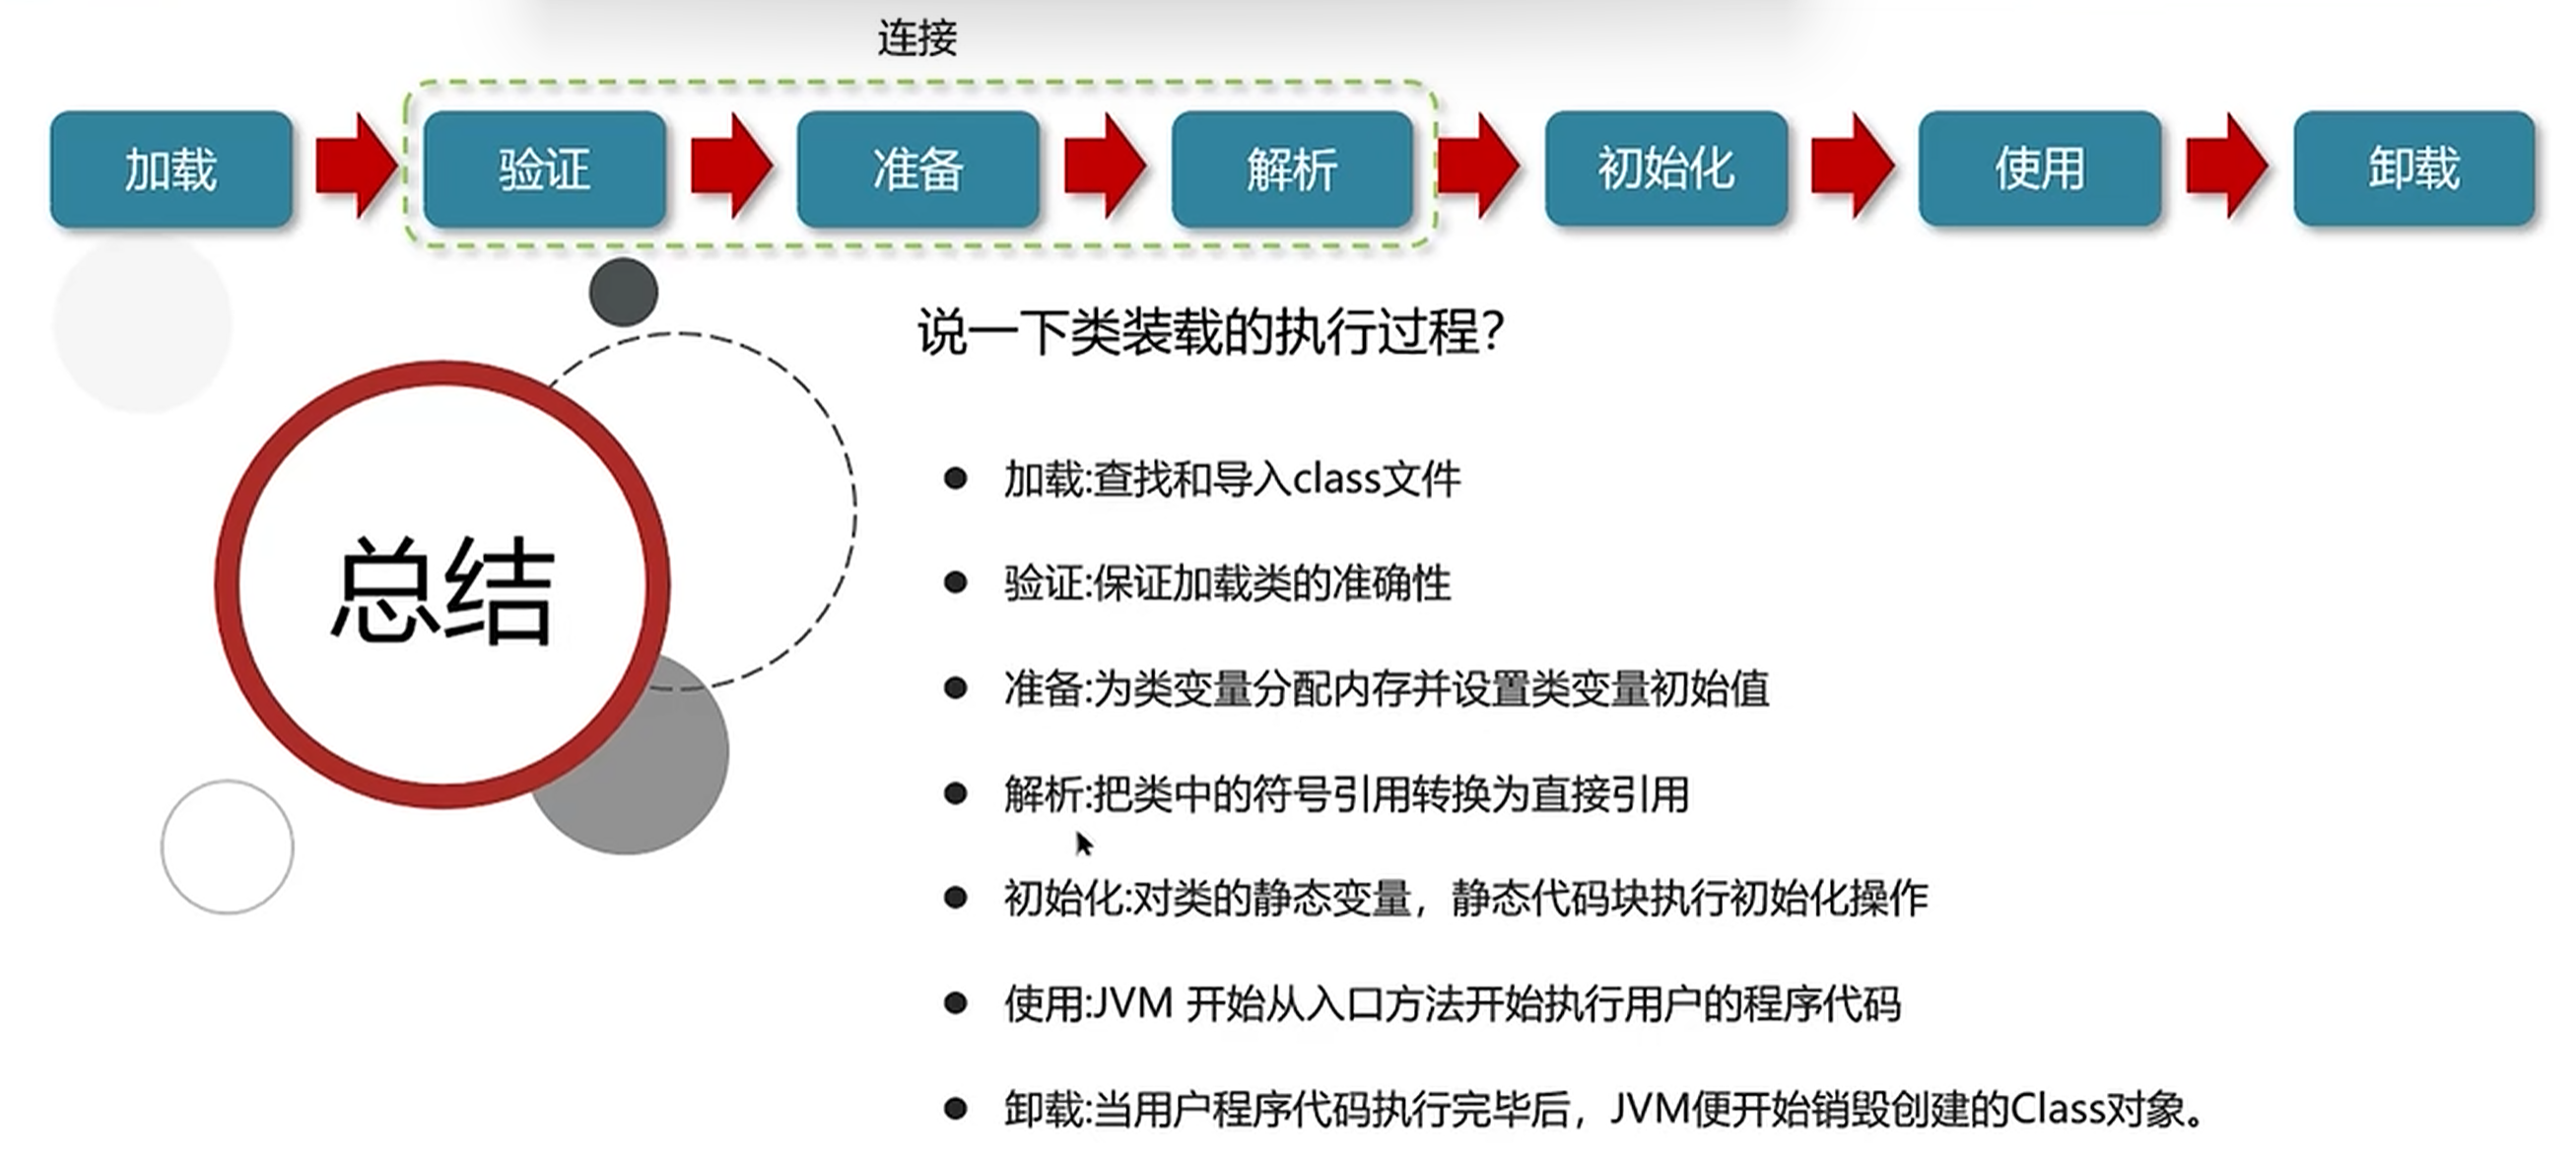 连接
加载
验证
准备
解析
初始化
使用
卸载
说一下类装载的执行过程?
总结
加载:查找和导入class文件
验证:保证加载类的准确性
准备:为类变量分配内存并设置类变量初始值
解析:把类中的符号引用转换为直接引用
初始化:对类的静态变量，静态代码块执行初始化操作
使用:JVM 开始从入口方法开始执行用户的程序代码
卸载:当用户程序代码执行完毕后，JVM便开始销毁创建的Class对象。